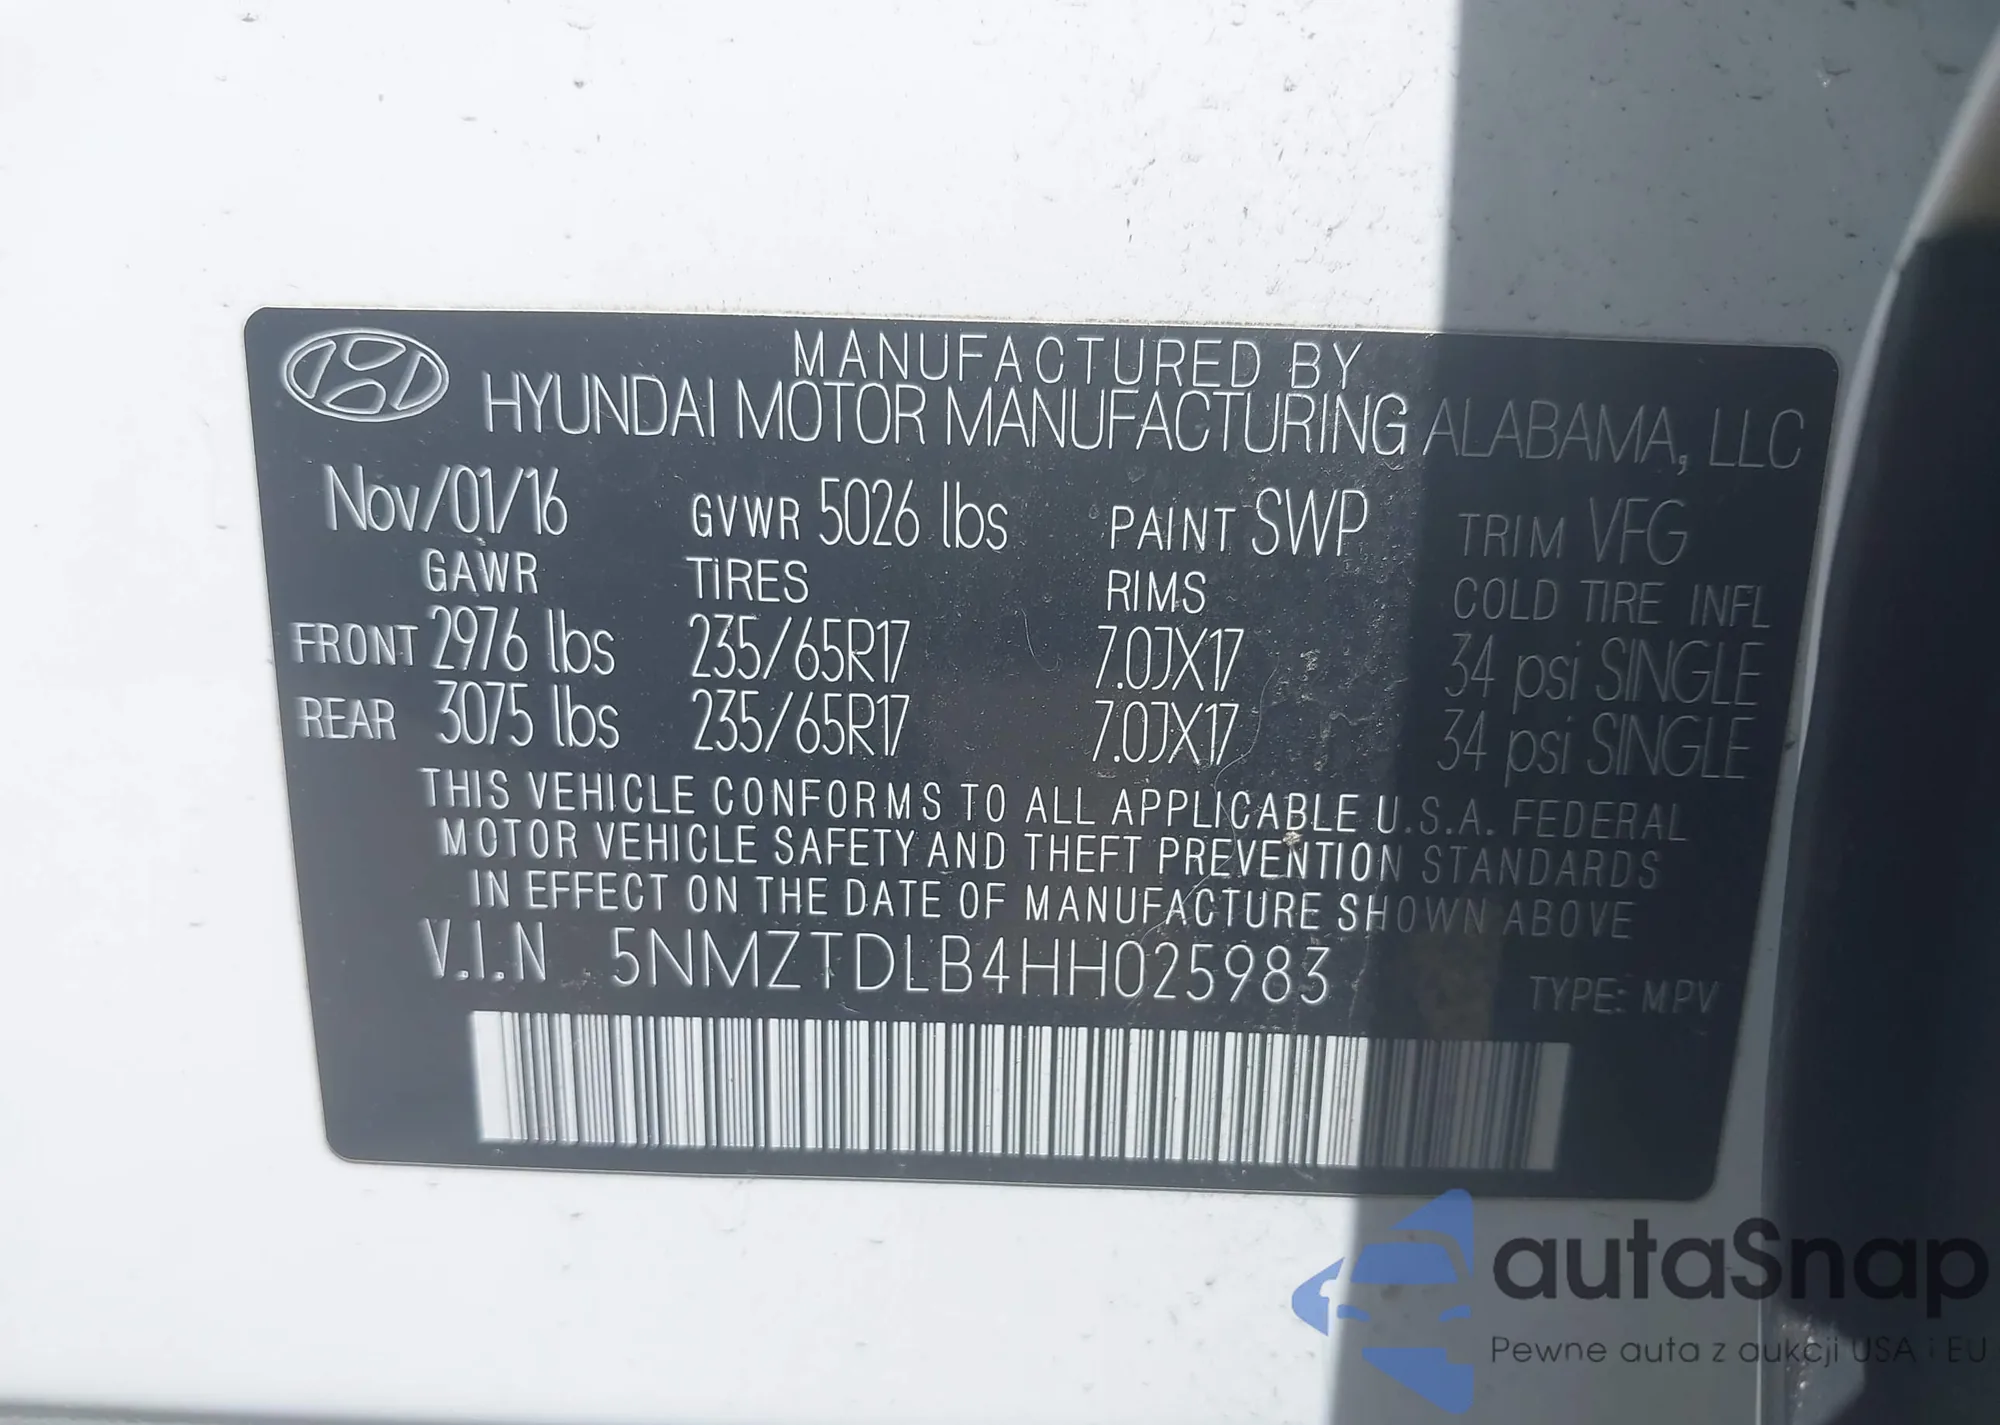 MANUFACTURED BY
HYUNDAI MOTOR MANUFACTURING ALABAMA, LLC
Nov/01/16 GVWR 5026 lbs PAINT SWP TRIM VFG
GAWR TIRES RIMS COLD TIRE INFL
FRONT 2976 lbs 235/65R17 7.0JX17 34 psi SINGLE
REAR 3075 lbs 235/65R17 7.0JX17 34 psi SINGLE
THIS VEHICLE CONFORMS TO ALL APPLICABLE U.S.A. FEDERAL
MOTOR VEHICLE SAFETY AND THEFT PREVENTION STANDARDS
IN EFFECT ON THE DATE OF MANUFACTURE SHOWN ABOVE
V.I.N 5NMZTDLB4HH025983
TYPE: MPV
autaSnap
Pewne auta z aukcji USA i EU